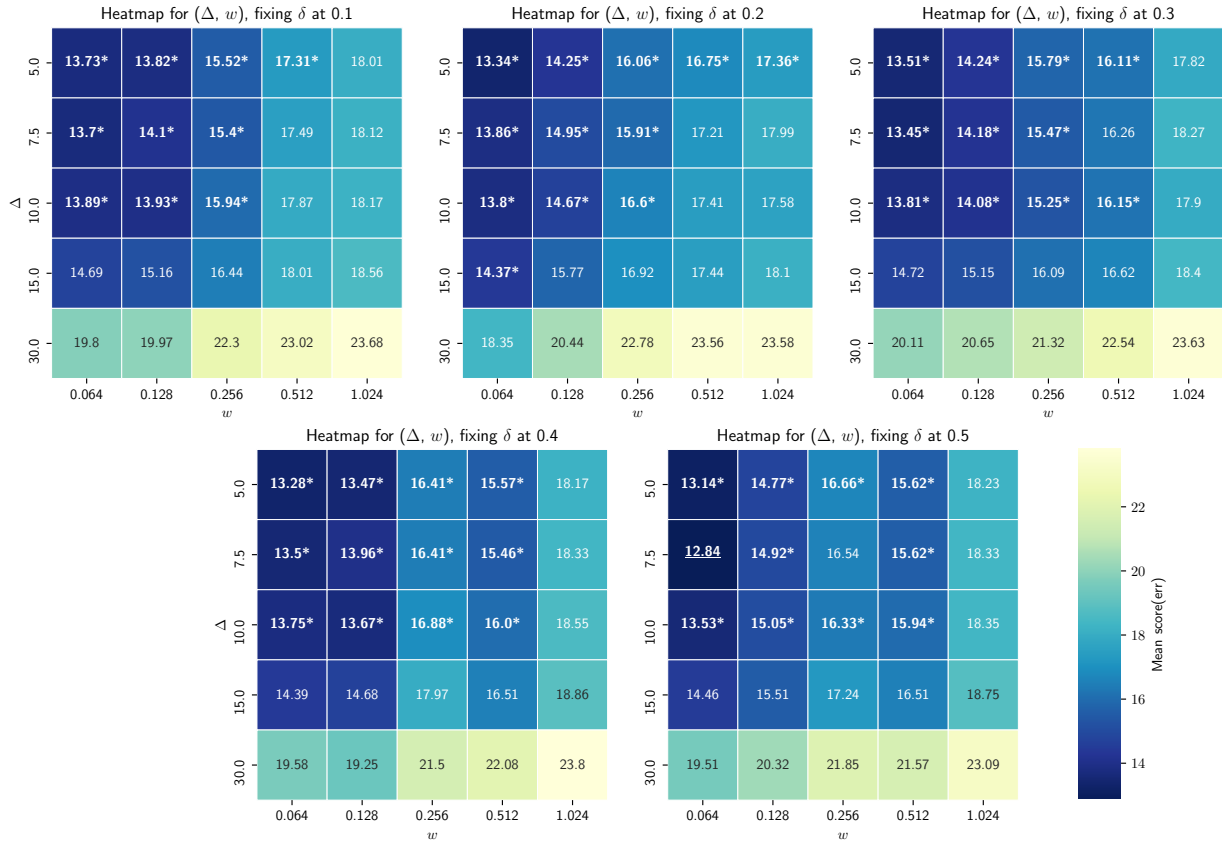 Heatmap for (Δ, w), fixing δ at 0.1
5.0 13.73* 13.82* 15.52* 17.31* 18.01
7.5 13.7* 14.1* 15.4* 17.49 18.12
Δ
10.0 13.89* 13.93* 15.94* 17.87 18.17
15.0 14.69 15.16 16.44 18.01 18.56
30.0 19.8 19.97 22.3 23.02 23.68
0.064 0.128 0.256 0.512 1.024
w
Heatmap for (Δ, w), fixing δ at 0.2
5.0 13.34* 14.25* 16.06* 16.75* 17.36*
7.5 13.86* 14.95* 15.91* 17.21 17.99
10.0 13.8* 14.67* 16.6* 17.41 17.58
15.0 14.37* 15.77 16.92 17.44 18.1
30.0 18.35 20.44 22.78 23.56 23.58
0.064 0.128 0.256 0.512 1.024
w
Heatmap for (Δ, w), fixing δ at 0.3
5.0 13.51* 14.24* 15.79* 16.11* 17.82
7.5 13.45* 14.18* 15.47* 16.26 18.27
10.0 13.81* 14.08* 15.25* 16.15* 17.9
15.0 14.72 15.15 16.09 16.62 18.4
30.0 20.11 20.65 21.32 22.54 23.63
0.064 0.128 0.256 0.512 1.024
w
Heatmap for (Δ, w), fixing δ at 0.4
5.0 13.28* 13.47* 16.41* 15.57* 18.17
7.5 13.5* 13.96* 16.41* 15.46* 18.33
Δ
10.0 13.75* 13.67* 16.88* 16.0* 18.55
15.0 14.39 14.68 17.97 16.51 18.86
30.0 19.58 19.25 21.5 22.08 23.8
0.064 0.128 0.256 0.512 1.024
w
Heatmap for (Δ, w), fixing δ at 0.5
5.0 13.14* 14.77* 16.66* 15.62* 18.23
7.5 12.84 14.92* 16.54 15.62* 18.33
10.0 13.53* 15.05* 16.33* 15.94* 18.35
15.0 14.46 15.51 17.24 16.51 18.75
30.0 19.51 20.32 21.85 21.57 23.09
0.064 0.128 0.256 0.512 1.024
w
22
20
18
16
14
Mean score(err)